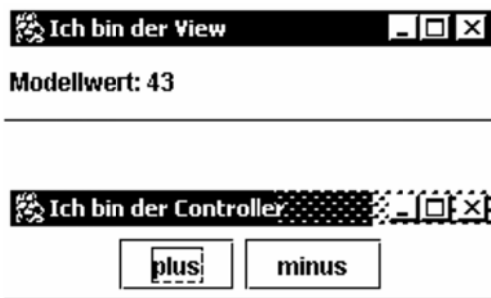 Ich bin der View
Modellwert: 43
Ich bin der Controller
plus minus